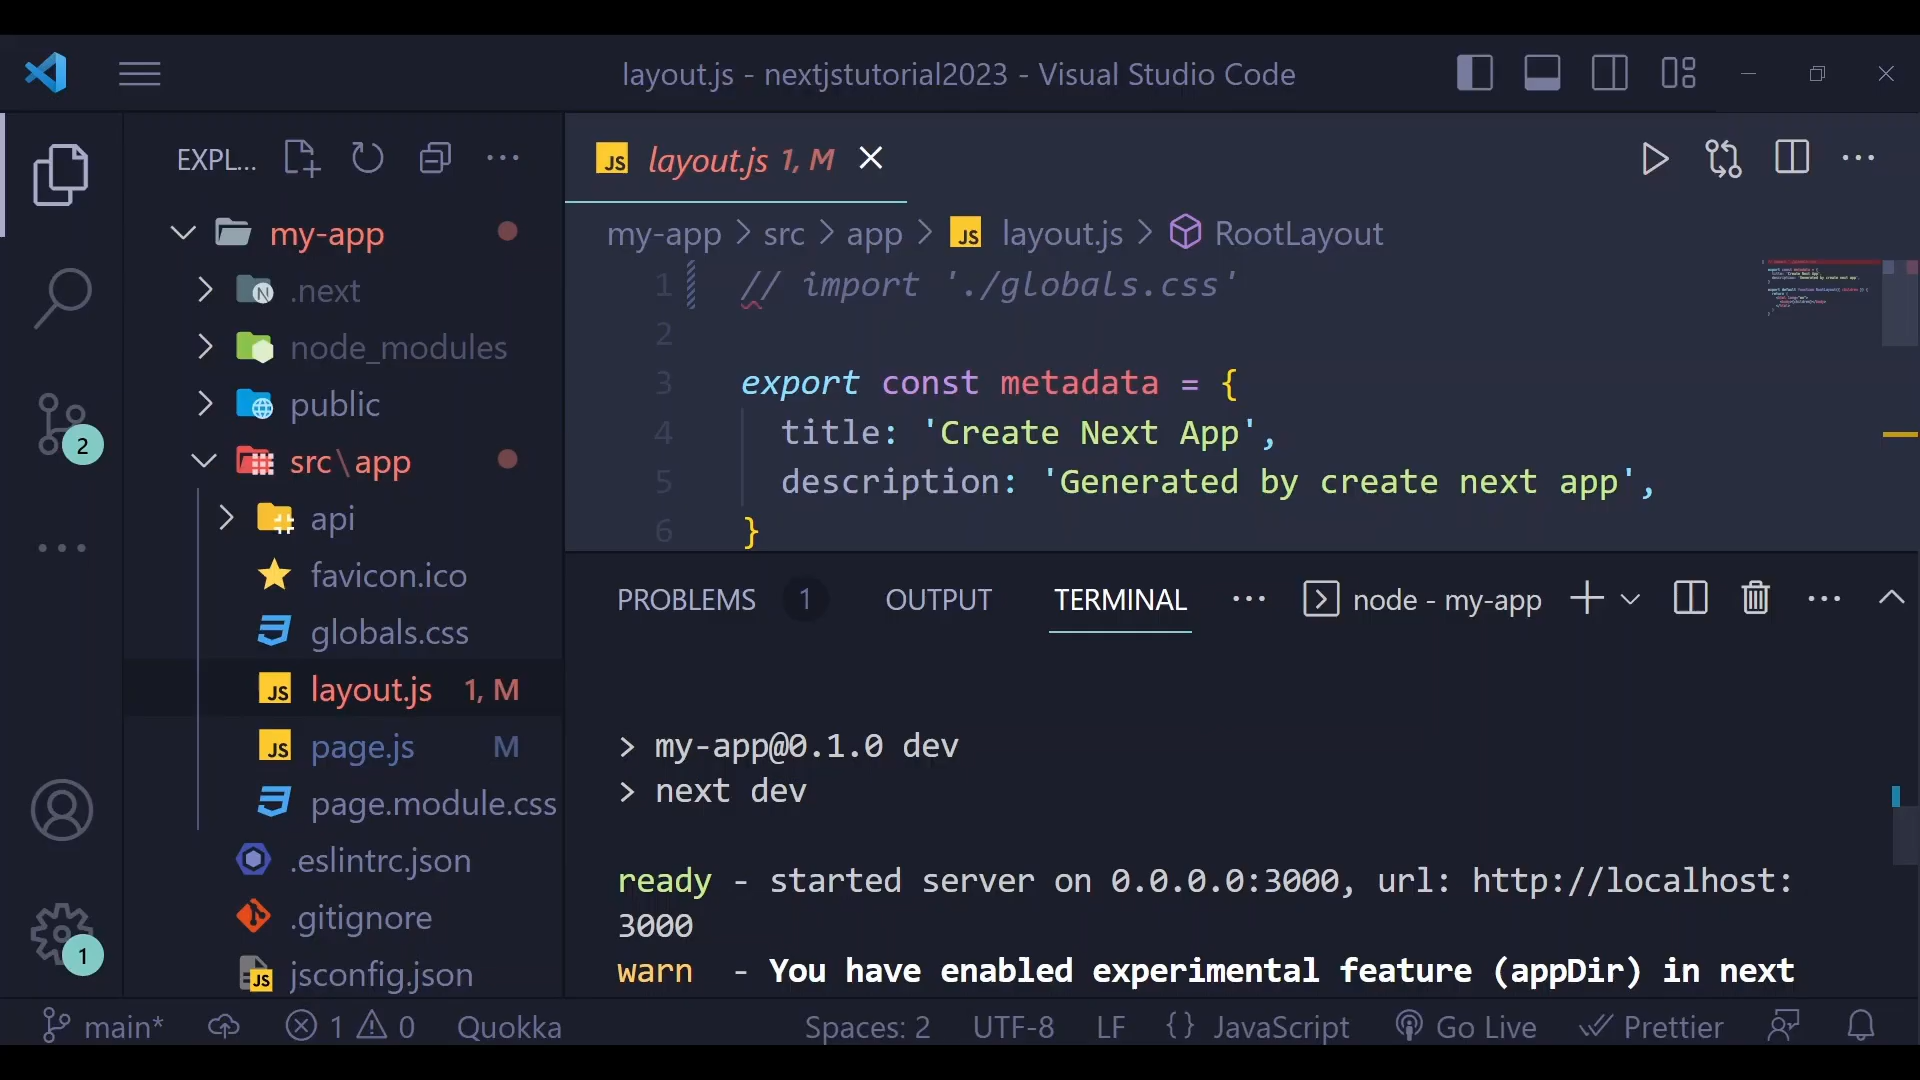 layout.js - nextjstutorial2023 - Visual Studio Code
EXPL...
layout.js 1, M
my-app
my-app > src > app > JS layout.js > RootLayout
.next
node_modules
public
src\app
api
favicon.ico
globals.css
JS layout.js 1, M
JS page.js M
page.module.css
.eslintrc.json
.gitignore
jsconfig.json
2
1
1 // import './globals.css'
2
3 export const metadata = {
4 title: 'Create Next App',
5 description: 'Generated by create next app',
6 }
PROBLEMS 1 OUTPUT TERMINAL ... node - my-app
> my-app@0.1.0 dev
> next dev
ready - started server on 0.0.0.0:3000, url: http://localhost:
3000
warn - You have enabled experimental feature (appDir) in next
main* 1 0 Quokka Spaces: 2 UTF-8 LF {} JavaScript Go Live Prettier